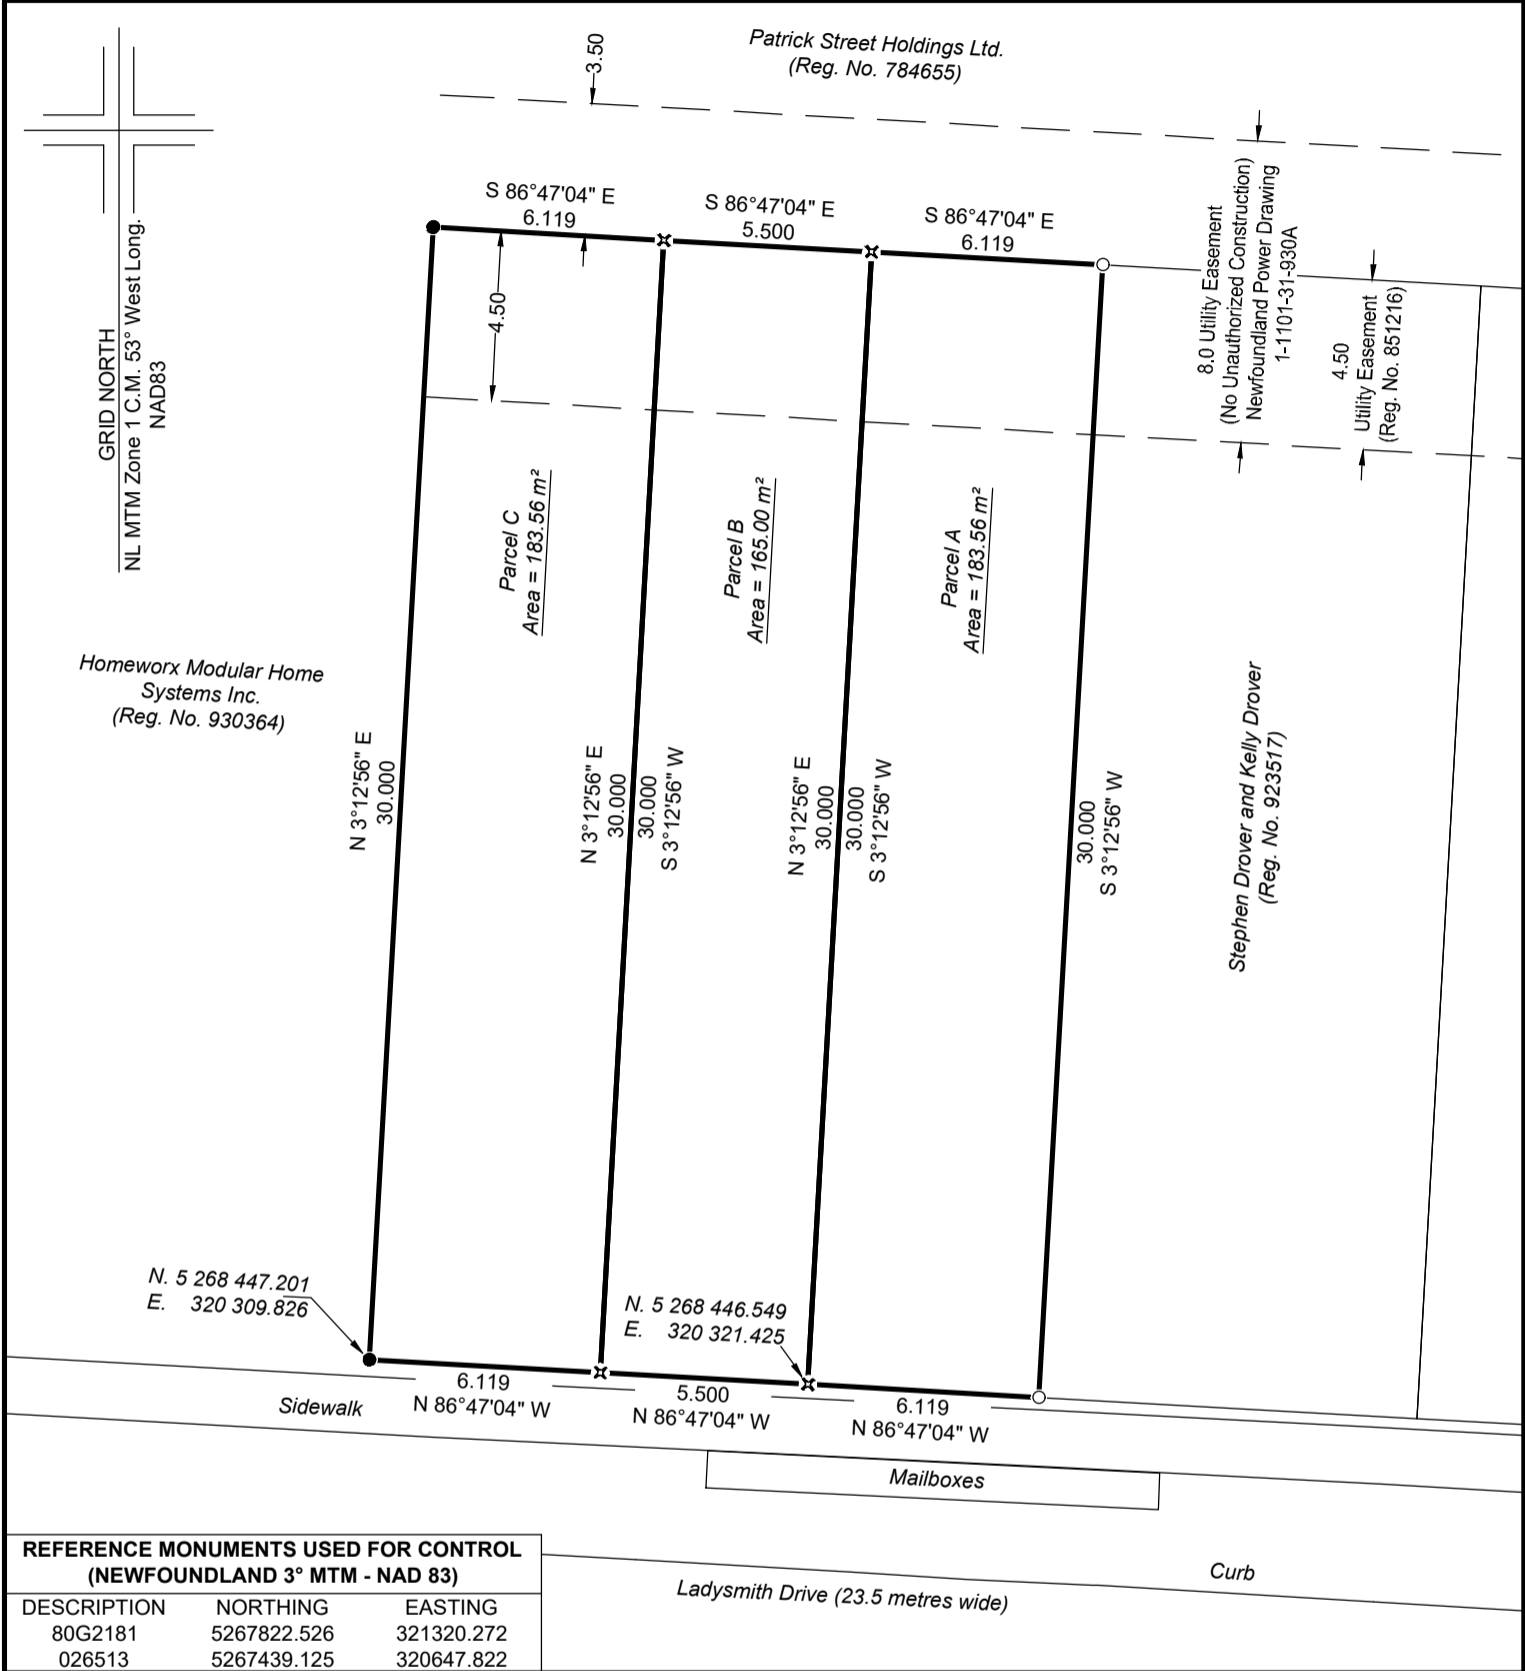 Patrick Street Holdings Ltd.
(Reg. No. 784655)
3.50
GRID NORTH
NL MTM Zone 1 C.M. 53° West Long.
NAD83
S 86°47'04" E
6.119
S 86°47'04" E
5.500
S 86°47'04" E
6.119
4.50
8.0 Utility Easement
(No Unauthorized Construction)
Newfoundland Power Drawing
1-1101-31-930A
4.50
Utility Easement
(Reg. No. 851216)
Parcel C
Area = 183.56 m²
Parcel B
Area = 165.00 m²
Parcel A
Area = 183.56 m²
Homeworx Modular Home
Systems Inc.
(Reg. No. 930364)
N 3°12'56" E
30.000
N 3°12'56" E
30.000
30.000
S 3°12'56" W
N 3°12'56" E
30.000
30.000
S 3°12'56" W
30.000
S 3°12'56" W
Stephen Drover and Kelly Drover
(Reg. No. 923517)
N. 5 268 447.201
E. 320 309.826
N. 5 268 446.549
E. 320 321.425
6.119
N 86°47'04" W
5.500
N 86°47'04" W
6.119
N 86°47'04" W
Sidewalk
Mailboxes
Curb
Ladysmith Drive (23.5 metres wide)
REFERENCE MONUMENTS USED FOR CONTROL
(NEWFOUNDLAND 3° MTM - NAD 83)
DESCRIPTION NORTHING EASTING
80G2181 5267822.526 321320.272
026513 5267439.125 320647.822